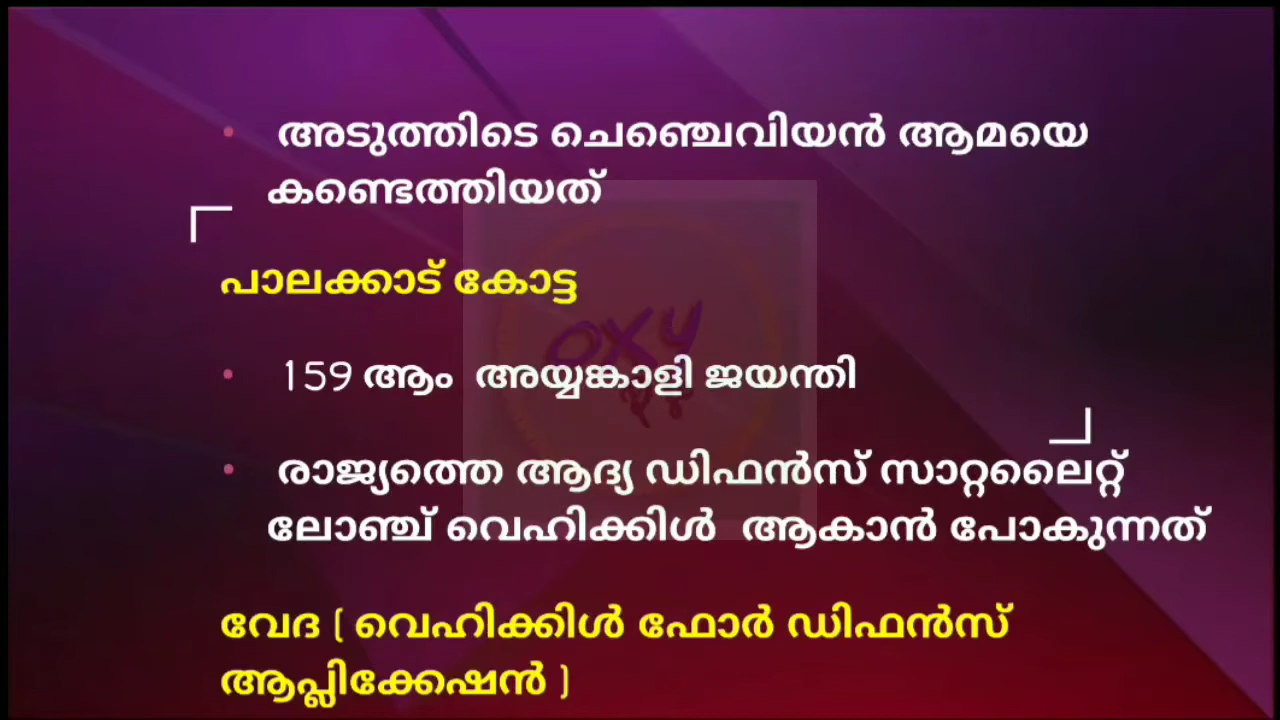 • അടുത്തിടെ ചെഞ്ചെവിയൻ ആമയെ
കണ്ടെത്തിയത്
പാലക്കാട് കോട്ട
• 159 ആം അയ്യങ്കാളി ജയന്തി
• രാജ്യത്തെ ആദ്യ ഡിഫൻസ് സാറ്റലൈറ്റ്
ലോഞ്ച് വെഹിക്കിൾ ആകാൻ പോകുന്നത്
വേദ ( വെഹിക്കിൾ ഫോർ ഡിഫൻസ്
ആപ്ലിക്കേഷൻ )
oxy